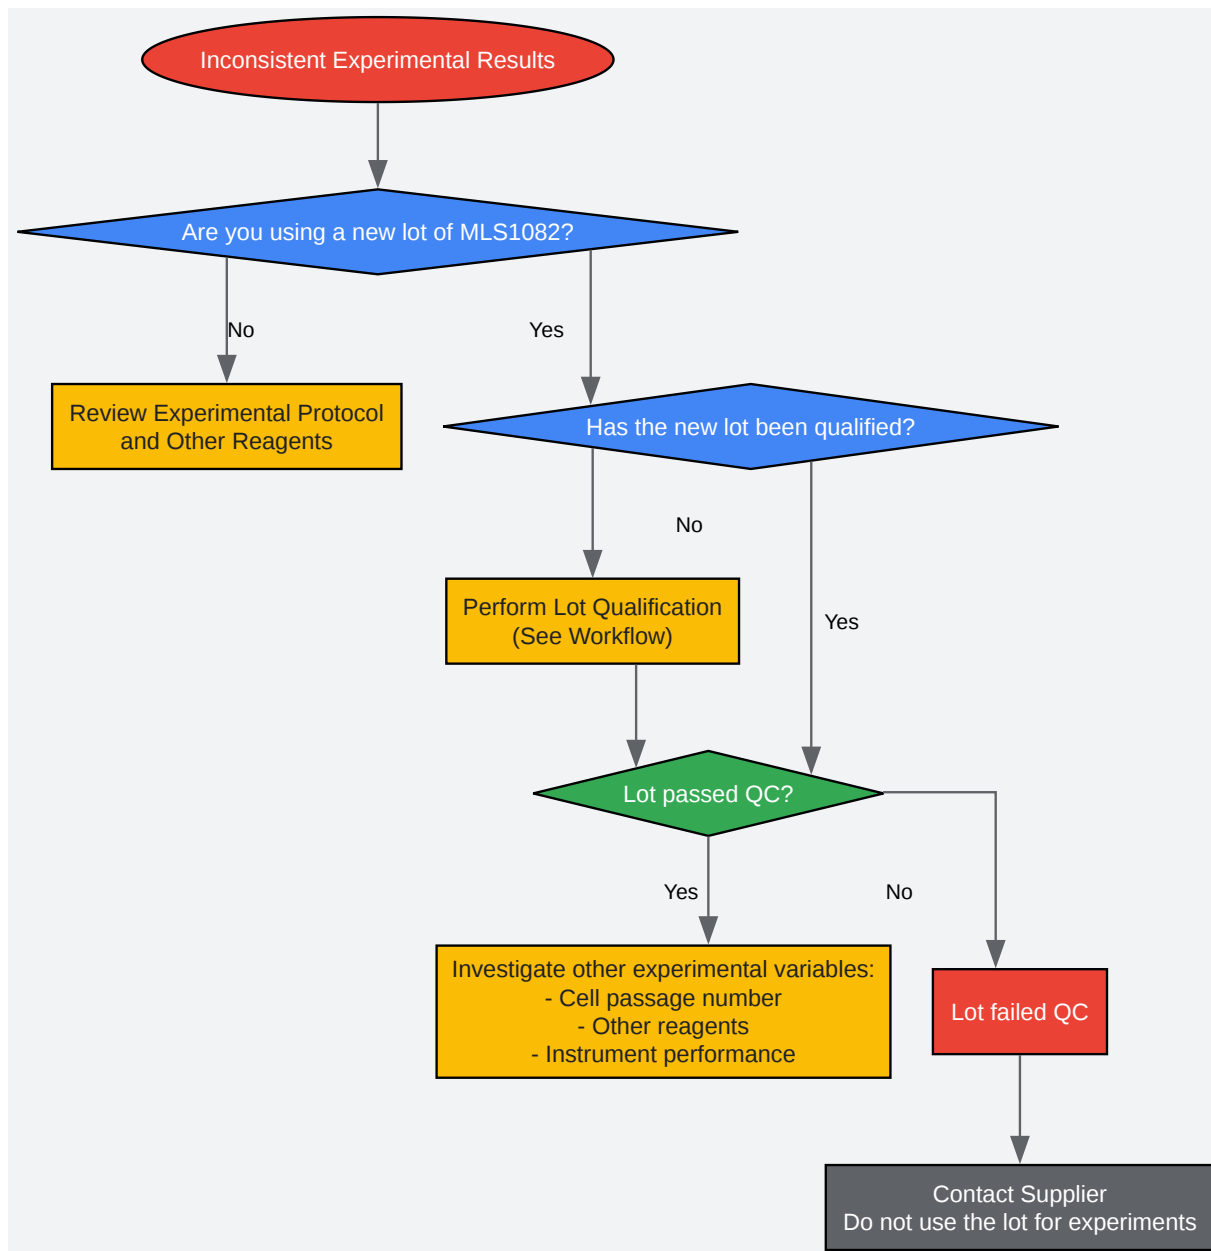 Inconsistent Experimental Results
Are you using a new lot of MLS1082?
No
Yes
Review Experimental Protocol
and Other Reagents
Has the new lot been qualified?
No
Perform Lot Qualification
(See Workflow)
Yes
Lot passed QC?
Yes
No
Investigate other experimental variables:
- Cell passage number
- Other reagents
- Instrument performance
Lot failed QC
Contact Supplier
Do not use the lot for experiments